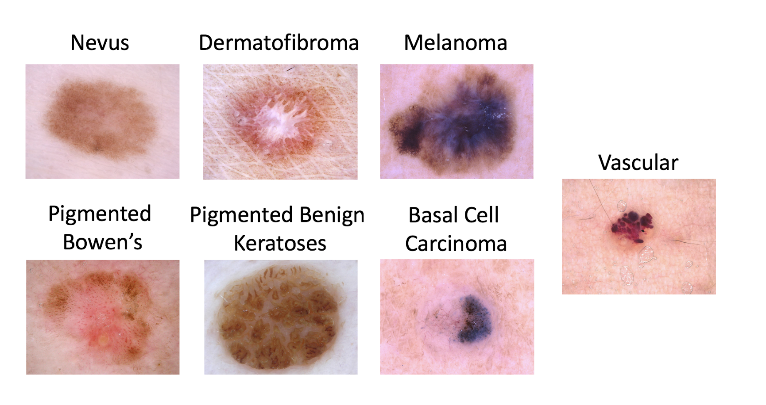 Nevus
Dermatofibroma
Melanoma
Vascular
Pigmented
Bowen's
Pigmented Benign
Keratoses
Basal Cell
Carcinoma